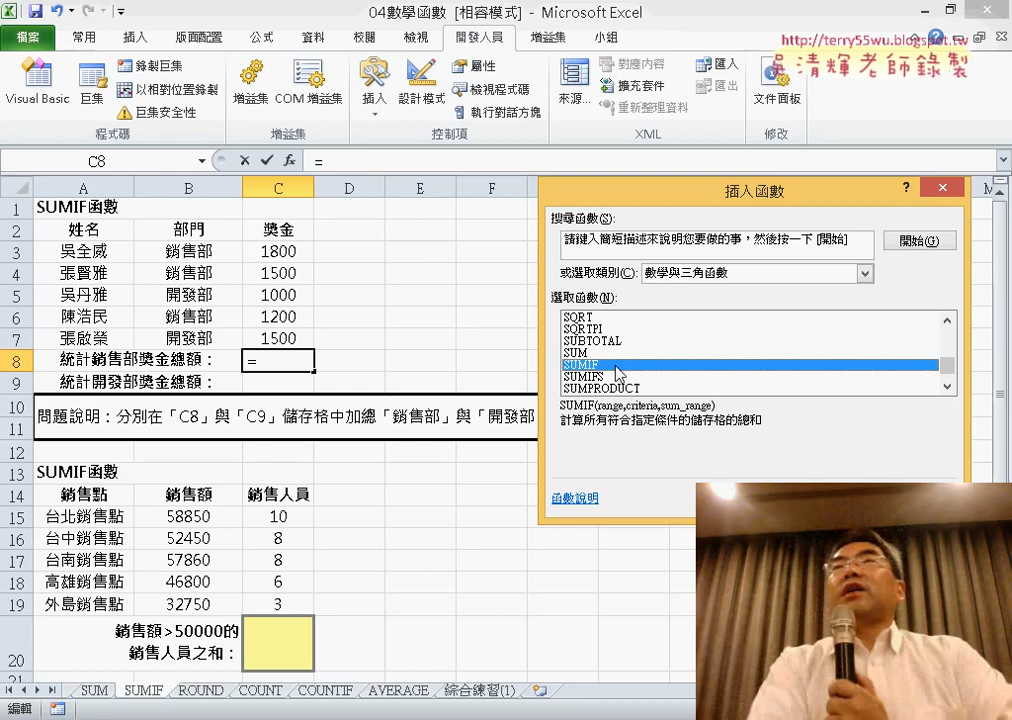 04數學函數 [相容模式] - Microsoft Excel
檔案 常用 插入 版面配置 公式 資料 校閱 檢視 開發人員 增益集 小組
http://terry55wu.blogspot.tw
吳清輝老師錄製
Visual Basic 巨集 錄製巨集 以相對位置錄製 巨集安全性 增益集 COM 增益集 插入 設計模式 屬性 檢視程式碼 執行對話方塊 來源... 對應內容 擴充套件 重新整理資料 匯入 匯出 文件面板
程式碼 增益集 控制項 XML 修改
C8 fx =
A B C D E F M
1 SUMIF函數
2 姓名 部門 獎金
3 吳全威 銷售部 1800
4 張賢雅 銷售部 1500
5 吳丹雅 開發部 1000
6 陳浩民 銷售部 1200
7 張啟榮 開發部 1500
8 統計銷售部獎金總額： =
9 統計開發部獎金總額：
10
11 問題說明：分別在「C8」與「C9」儲存格中加總「銷售部」與「開發部
12
13 SUMIF函數
14 銷售點 銷售額 銷售人員
15 台北銷售點 58850 10
16 台中銷售點 52450 8
17 台南銷售點 57860 8
18 高雄銷售點 46800 6
19 外島銷售點 32750 3
銷售額>50000的
20 銷售人員之和：
插入函數
搜尋函數(S):
請鍵入簡短描述來說明您要做的事，然後按一下 [開始]
開始(G)
或選取類別(C): 數學與三角函數
選取函數(N):
SQRT
SQRTPI
SUBTOTAL
SUM
SUMIF
SUMIFS
SUMPRODUCT
SUMIF(range,criteria,sum_range)
計算所有符合指定條件的儲存格的總和
函數說明
SUM SUMIF ROUND COUNT COUNTIF AVERAGE 綜合練習(1)
編輯